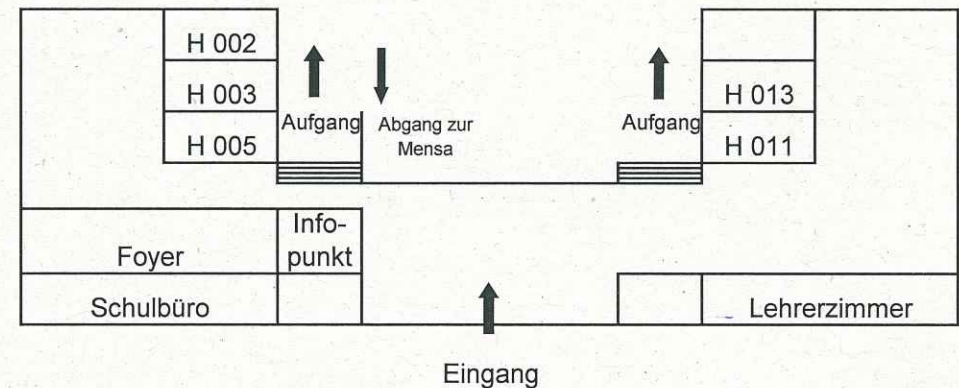 H 002
H 003
H 013
Aufgang
Abgang zur
Mensa
Aufgang
H 005
H 011
Info-
punkt
Foyer
Schulbüro
Lehrerzimmer
Eingang